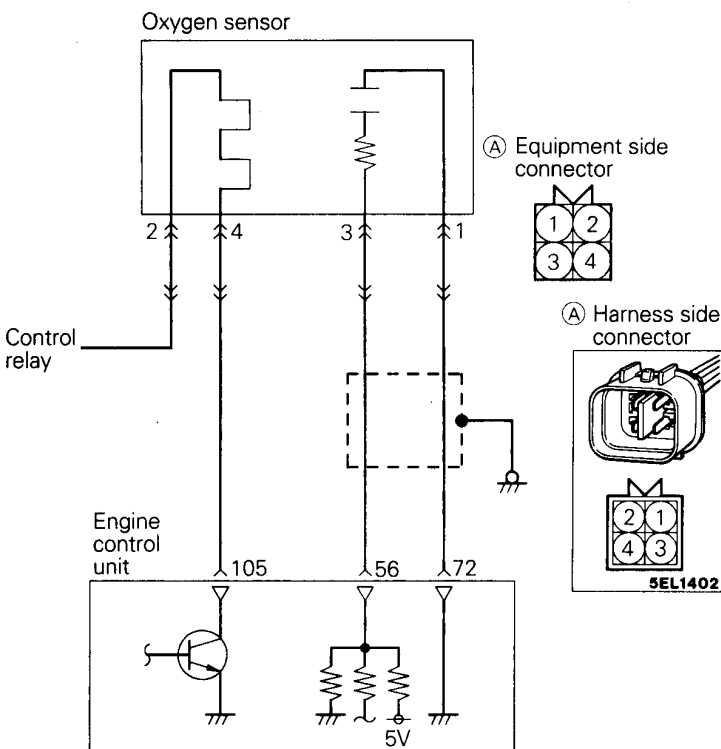 Oxygen sensor
Ⓐ Equipment side
connector
1 2
3 4
2 4 3 1
Ⓐ Harness side
connector
Control
relay
2 1
4 3
5EL1402
Engine
control
unit
105 56 72
5V